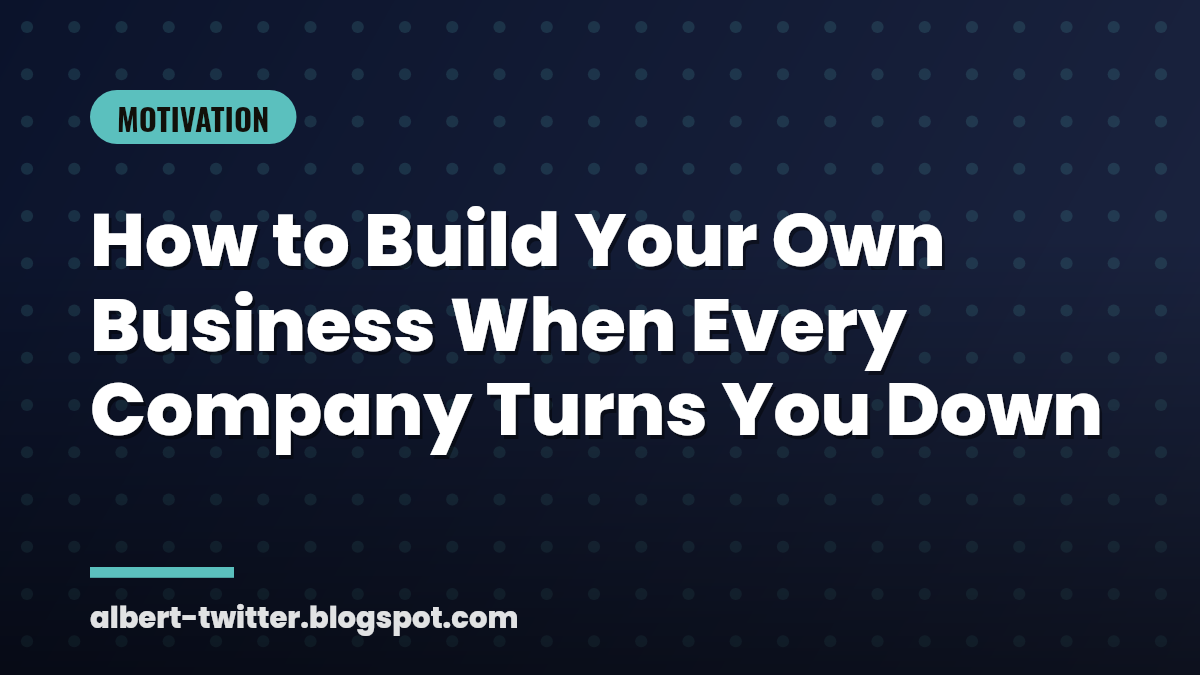 MOTIVATION
How to Build Your Own
Business When Every
Company Turns You Down
albert-twitter.blogspot.com